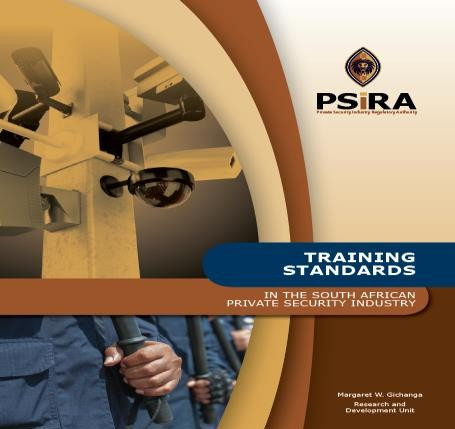 PSiRA
Private Security Industry Regulatory Authority
TRAINING
STANDARDS
IN THE SOUTH AFRICAN
PRIVATE SECURITY INDUSTRY
Margaret W. Gichanga
Research and
Development Unit